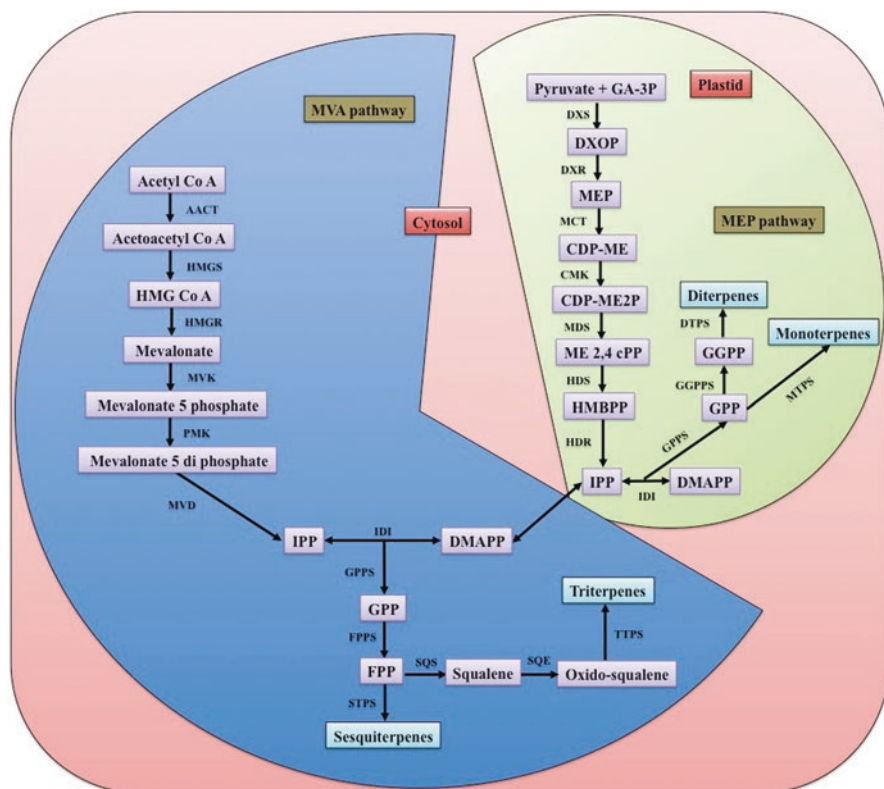 MVA pathway
Cytosol
Acetyl Co A
AACT
Acetoacetyl Co A
HMGS
HMG Co A
HMGR
Mevalonate
MVK
Mevalonate 5 phosphate
PMK
Mevalonate 5 di phosphate
MVD
IPP
IDI
DMAPP
GPPS
GPP
FPPS
FPP
SQS
Squalene
SQE
Oxido-squalene
TTPS
Triterpenes
STPS
Sesquiterpenes
Plastid
MEP pathway
Pyruvate + GA-3P
DXS
DXOP
DXR
MEP
MCT
CDP-ME
CMK
CDP-ME2P
MDS
ME 2,4 cPP
HDS
HMBPP
HDR
IPP
IDI
DMAPP
GPPS
GPP
GGPPS
GGPP
DTPS
Diterpenes
MTPS
Monoterpenes